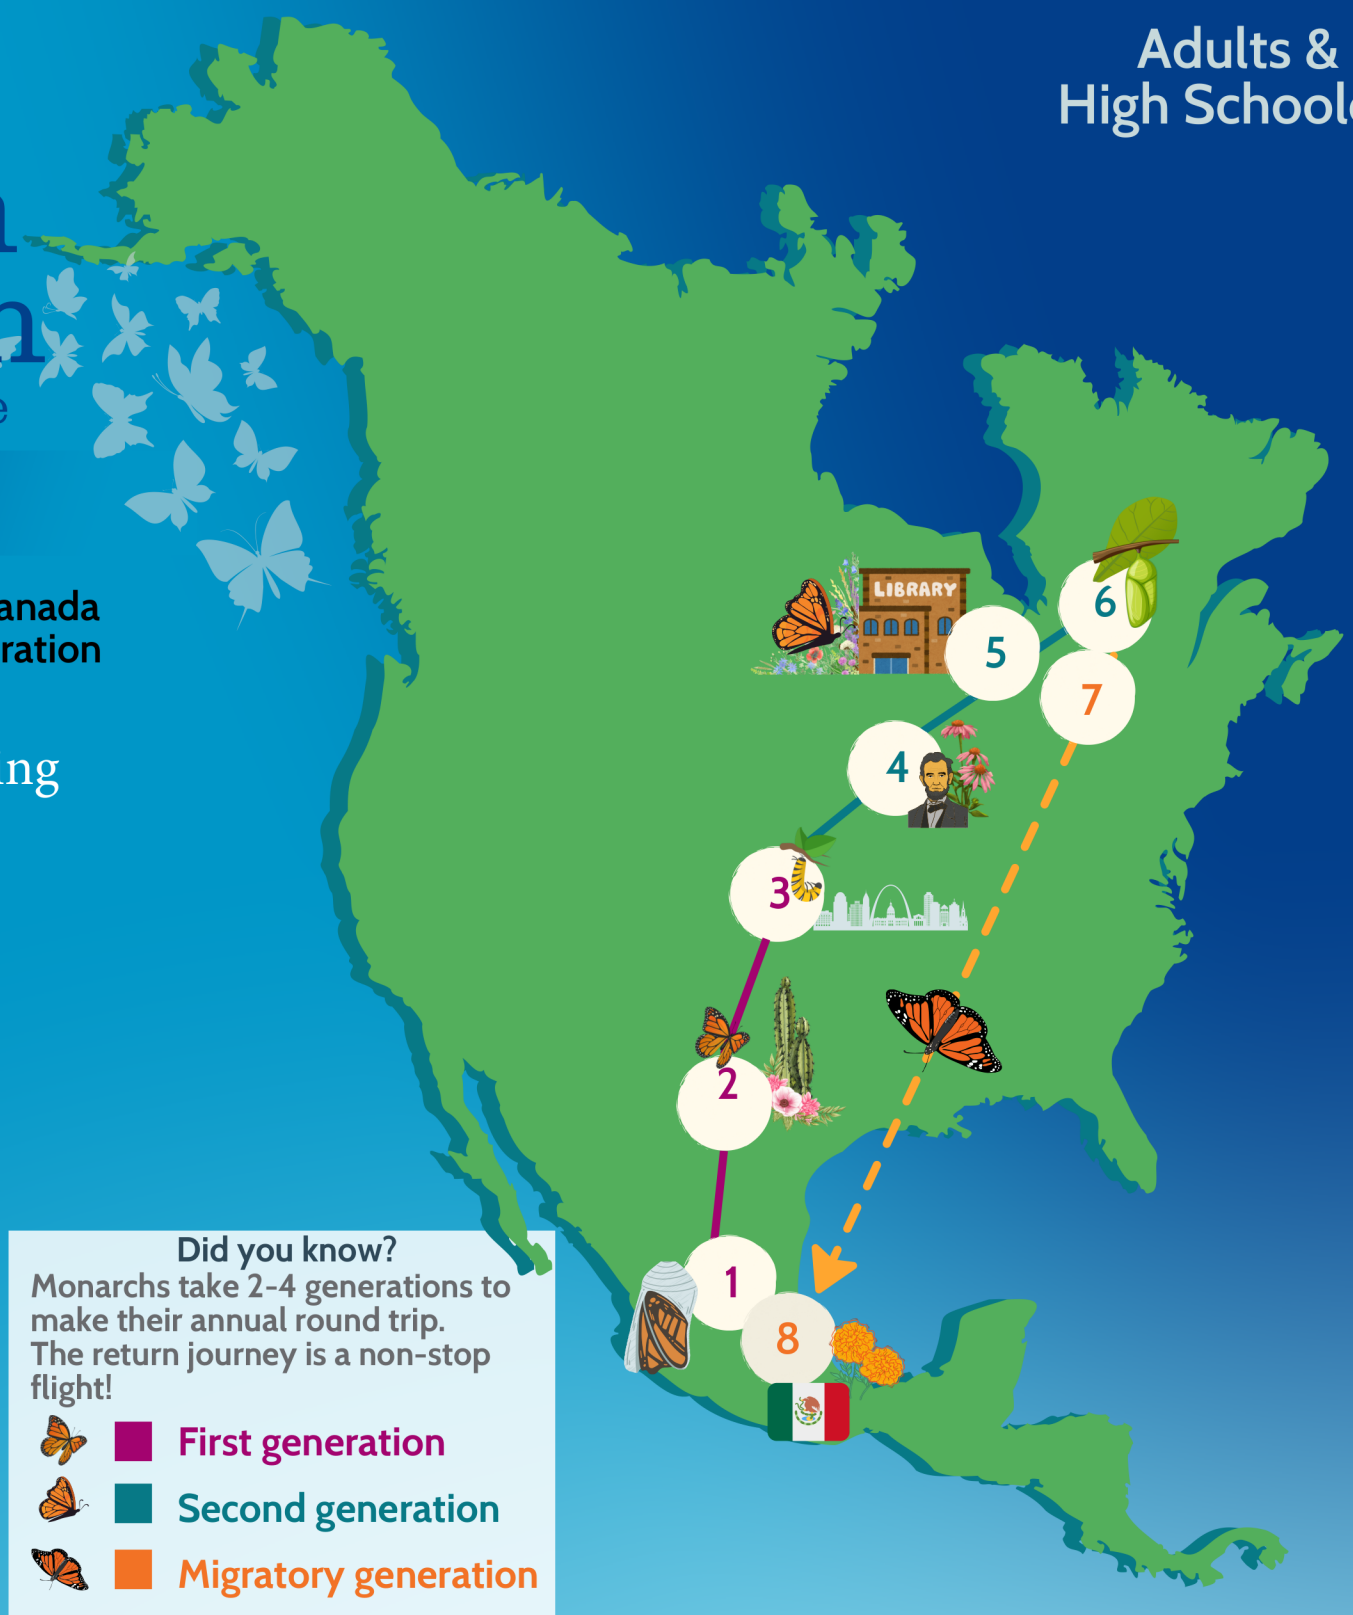 Adults &
High Schoole
n
n
e
anada
ration
ing
LIBRARY
6
5
7
4
3
2
1
8
Did you know?
Monarchs take 2-4 generations to
make their annual round trip.
The return journey is a non-stop
flight!
First generation
Second generation
Migratory generation